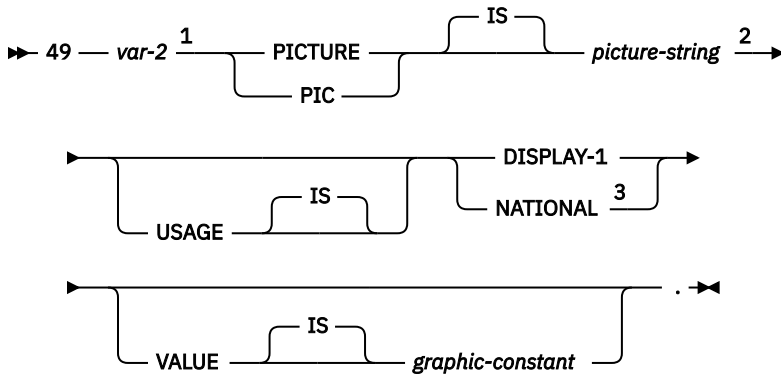 IS
49 var-2 1 PICTURE picture-string 2
PIC
DISPLAY-1
IS NATIONAL 3
USAGE
.
IS
VALUE graphic-constant